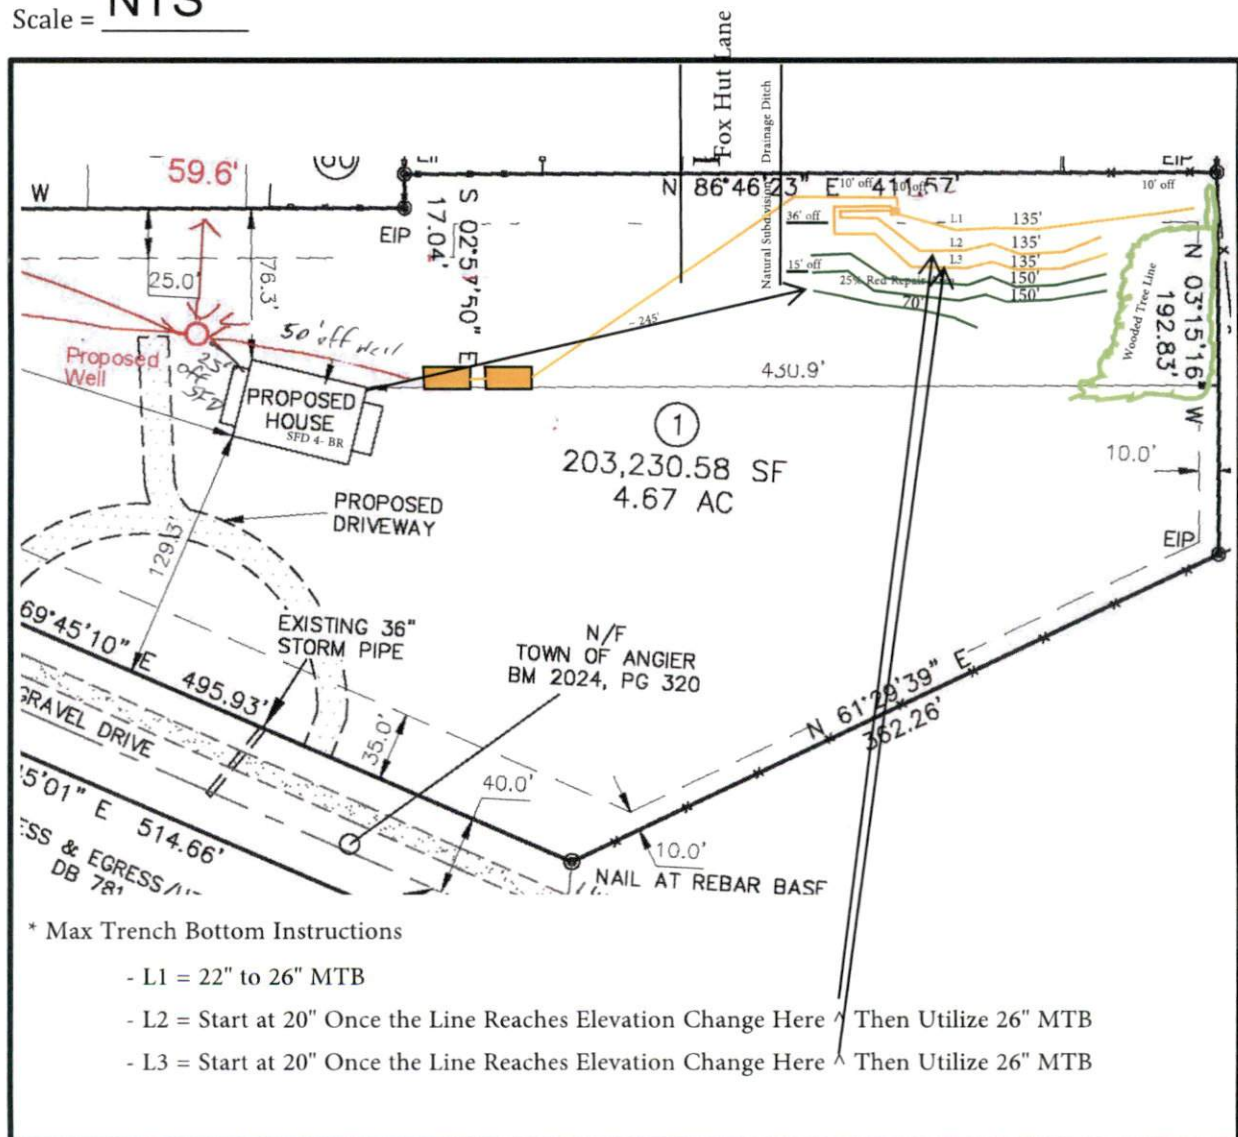 Scale = NTS
Fox Hut Lane
Natural Subdivision Drainage Ditch
59.6'
W
EIP
N 86°46'23" E 411.57'
10' off
10' off
10' off
EIP
S 02°57'50" E
17.04'
25.0'
76.3'
36' off
L1 135'
L2 135'
L3 135'
15' off
150'
150'
70'
~ 245'
Wooded Tree Line
N 03°15'16" W
192.83'
50' off well
Proposed
Well
25'
off
SFD
PROPOSED
HOUSE
SFD 4- BR
430.9'
1
203,230.58 SF
4.67 AC
10.0'
EIP
PROPOSED
DRIVEWAY
129.3'
EXISTING 36"
STORM PIPE
N/F
TOWN OF ANGIER
BM 2024, PG 320
69°45'10" E 495.93'
GRAVEL DRIVE
35.0'
40.0'
N 61°29'39" E
362.26'
10.0'
NAIL AT REBAR BASE
5'01" E 514.66'
ESS & EGRESS/
DB 781
* Max Trench Bottom Instructions
- L1 = 22" to 26" MTB
- L2 = Start at 20" Once the Line Reaches Elevation Change Here ^ Then Utilize 26" MTB
- L3 = Start at 20" Once the Line Reaches Elevation Change Here ^ Then Utilize 26" MTB